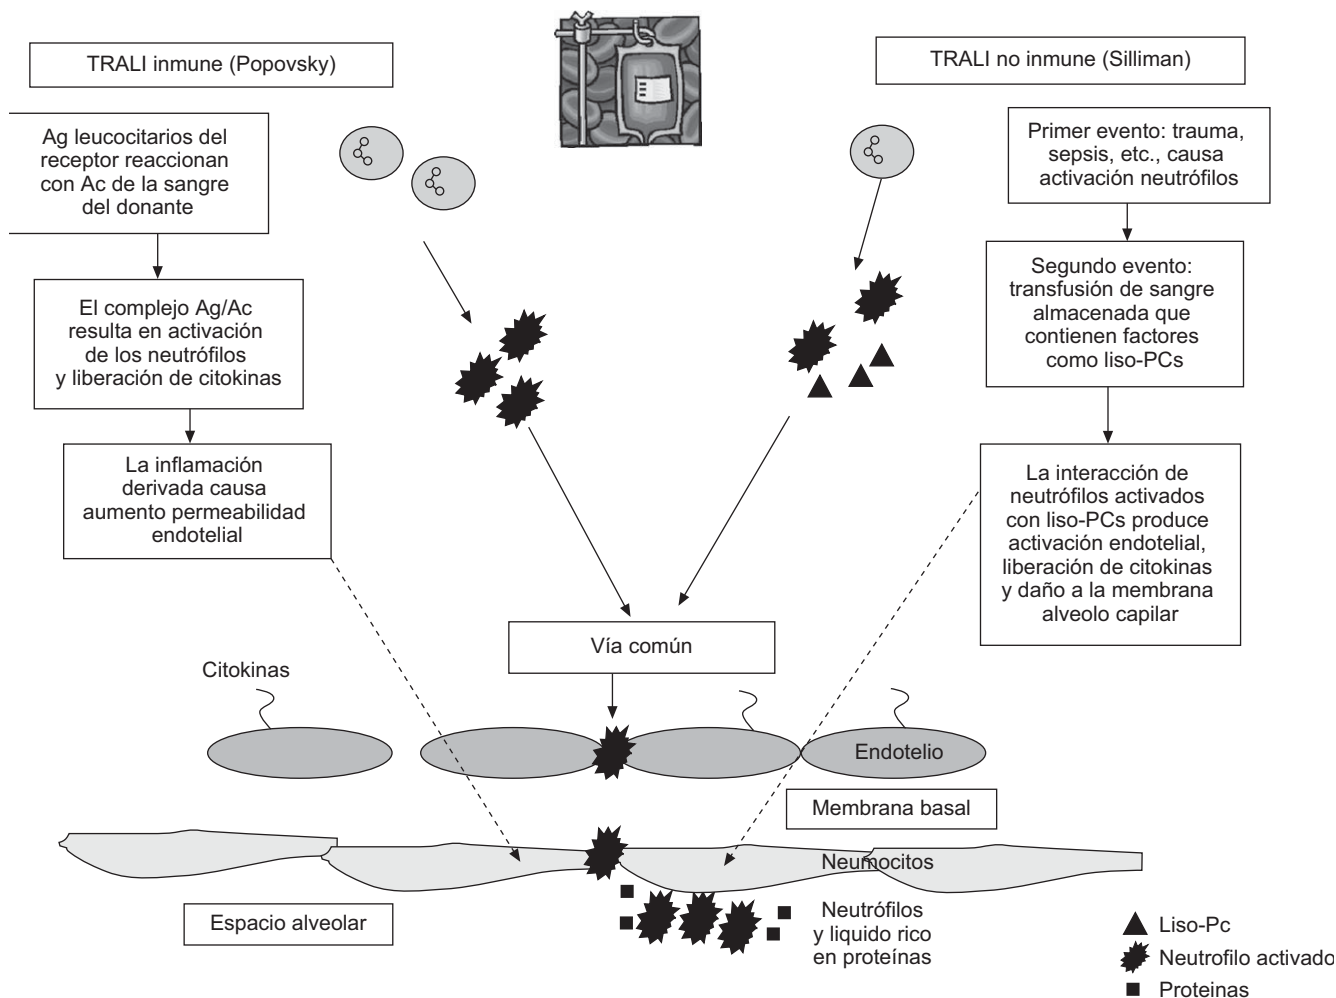 TRALI inmune (Popovsky)
TRALI no inmune (Silliman)
Ag leucocitarios del
receptor reaccionan
con Ac de la sangre
del donante
El complejo Ag/Ac
resulta en activación
de los neutrófilos
y liberación de citokinas
La inflamación
derivada causa
aumento permeabilidad
endotelial
Primer evento: trauma,
sepsis, etc., causa
activación neutrófilos
Segundo evento:
transfusión de sangre
almacenada que
contienen factores
como liso-PCs
La interacción de
neutrófilos activados
con liso-PCs produce
activación endotelial,
liberación de citokinas
y daño a la membrana
alveolo capilar
Vía común
Citokinas
Endotelio
Membrana basal
Neumocitos
Espacio alveolar
Neutrófilos
y liquido rico
en proteínas
Liso-Pc
Neutrofilo activado
Proteinas